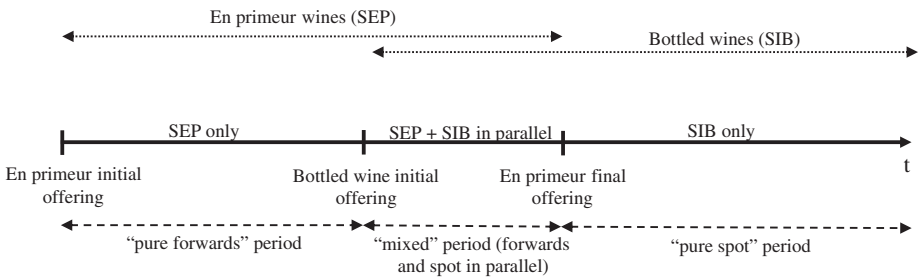 En primeur wines (SEP)
Bottled wines (SIB)
SEP only
SEP + SIB in parallel
SIB only
t
En primeur initial
offering
Bottled wine initial
offering
En primeur final
offering
“pure forwards” period
“mixed” period (forwards
and spot in parallel)
“pure spot” period